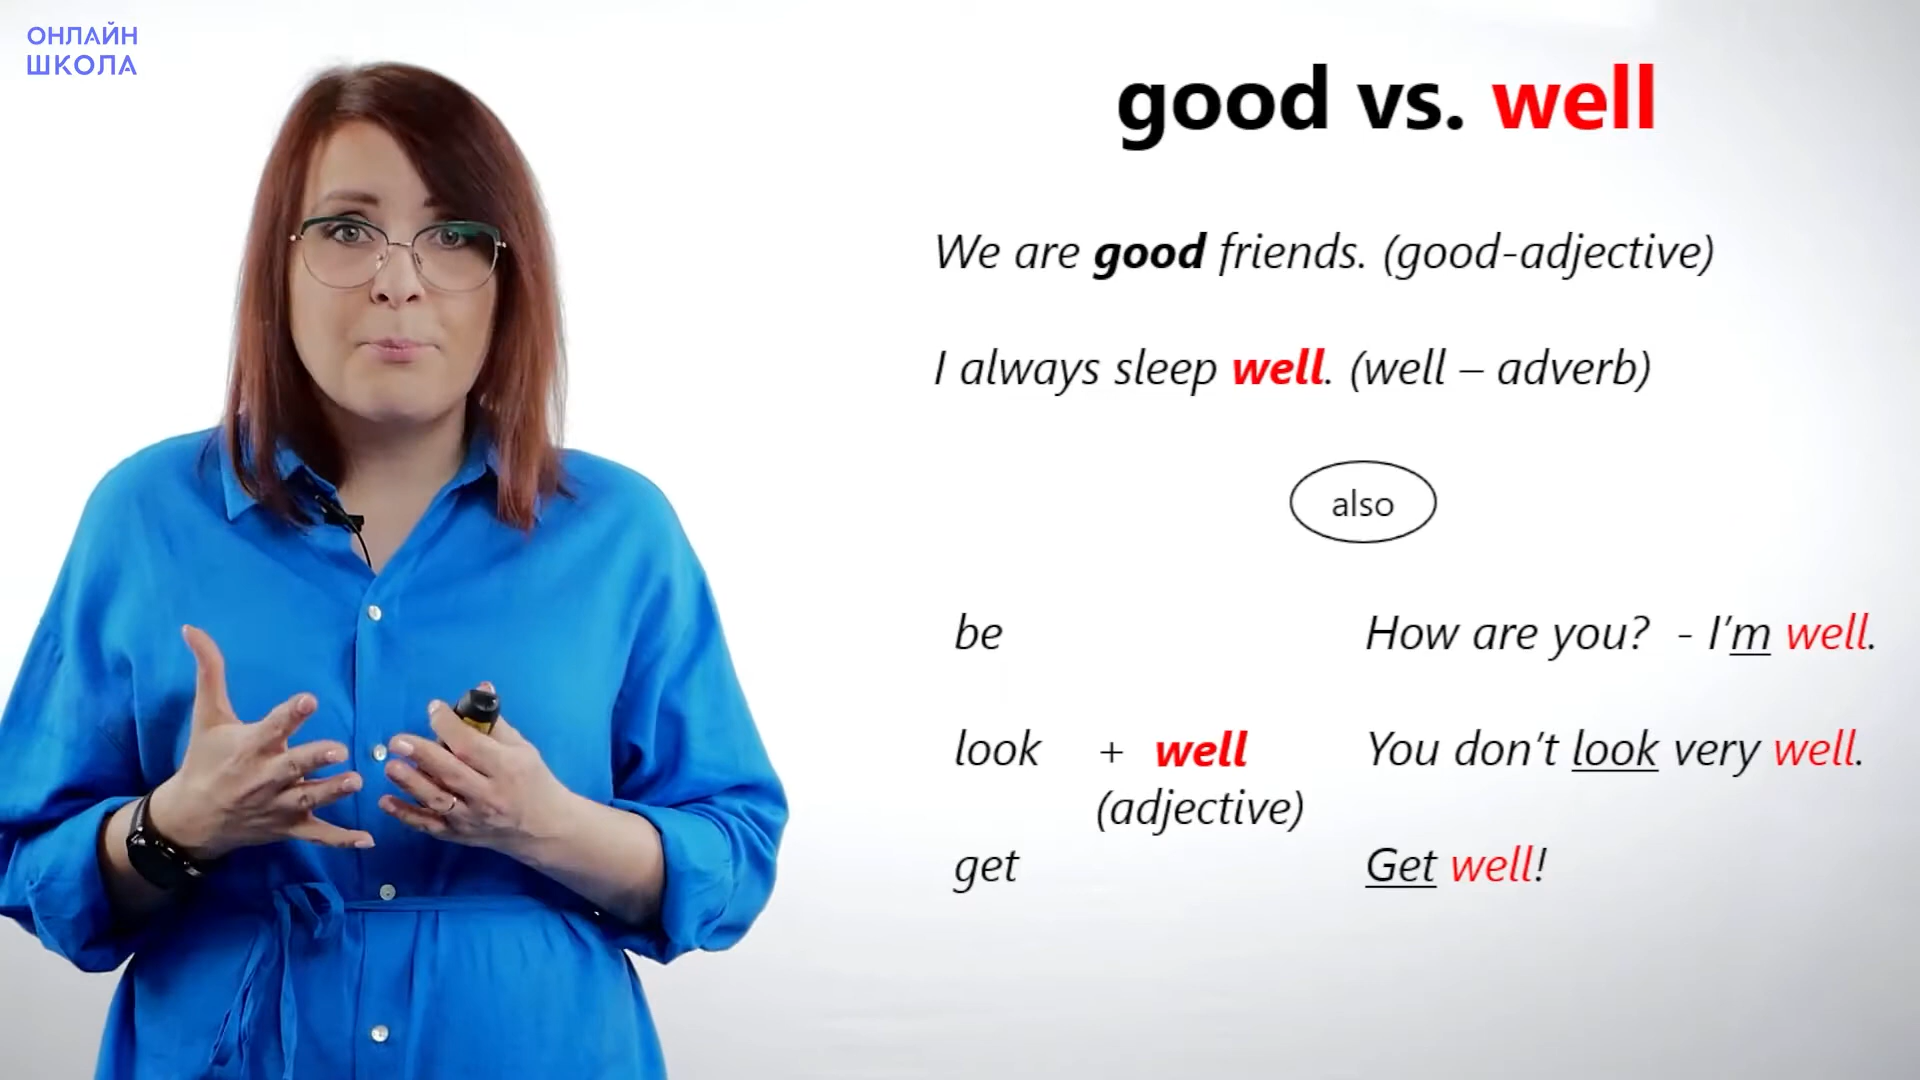 ОНЛАЙН
ШКОЛА
good vs. well
We are good friends. (good-adjective)
I always sleep well. (well – adverb)
also
be How are you? - I'm well.
look + well You don't look very well.
(adjective)
get Get well!